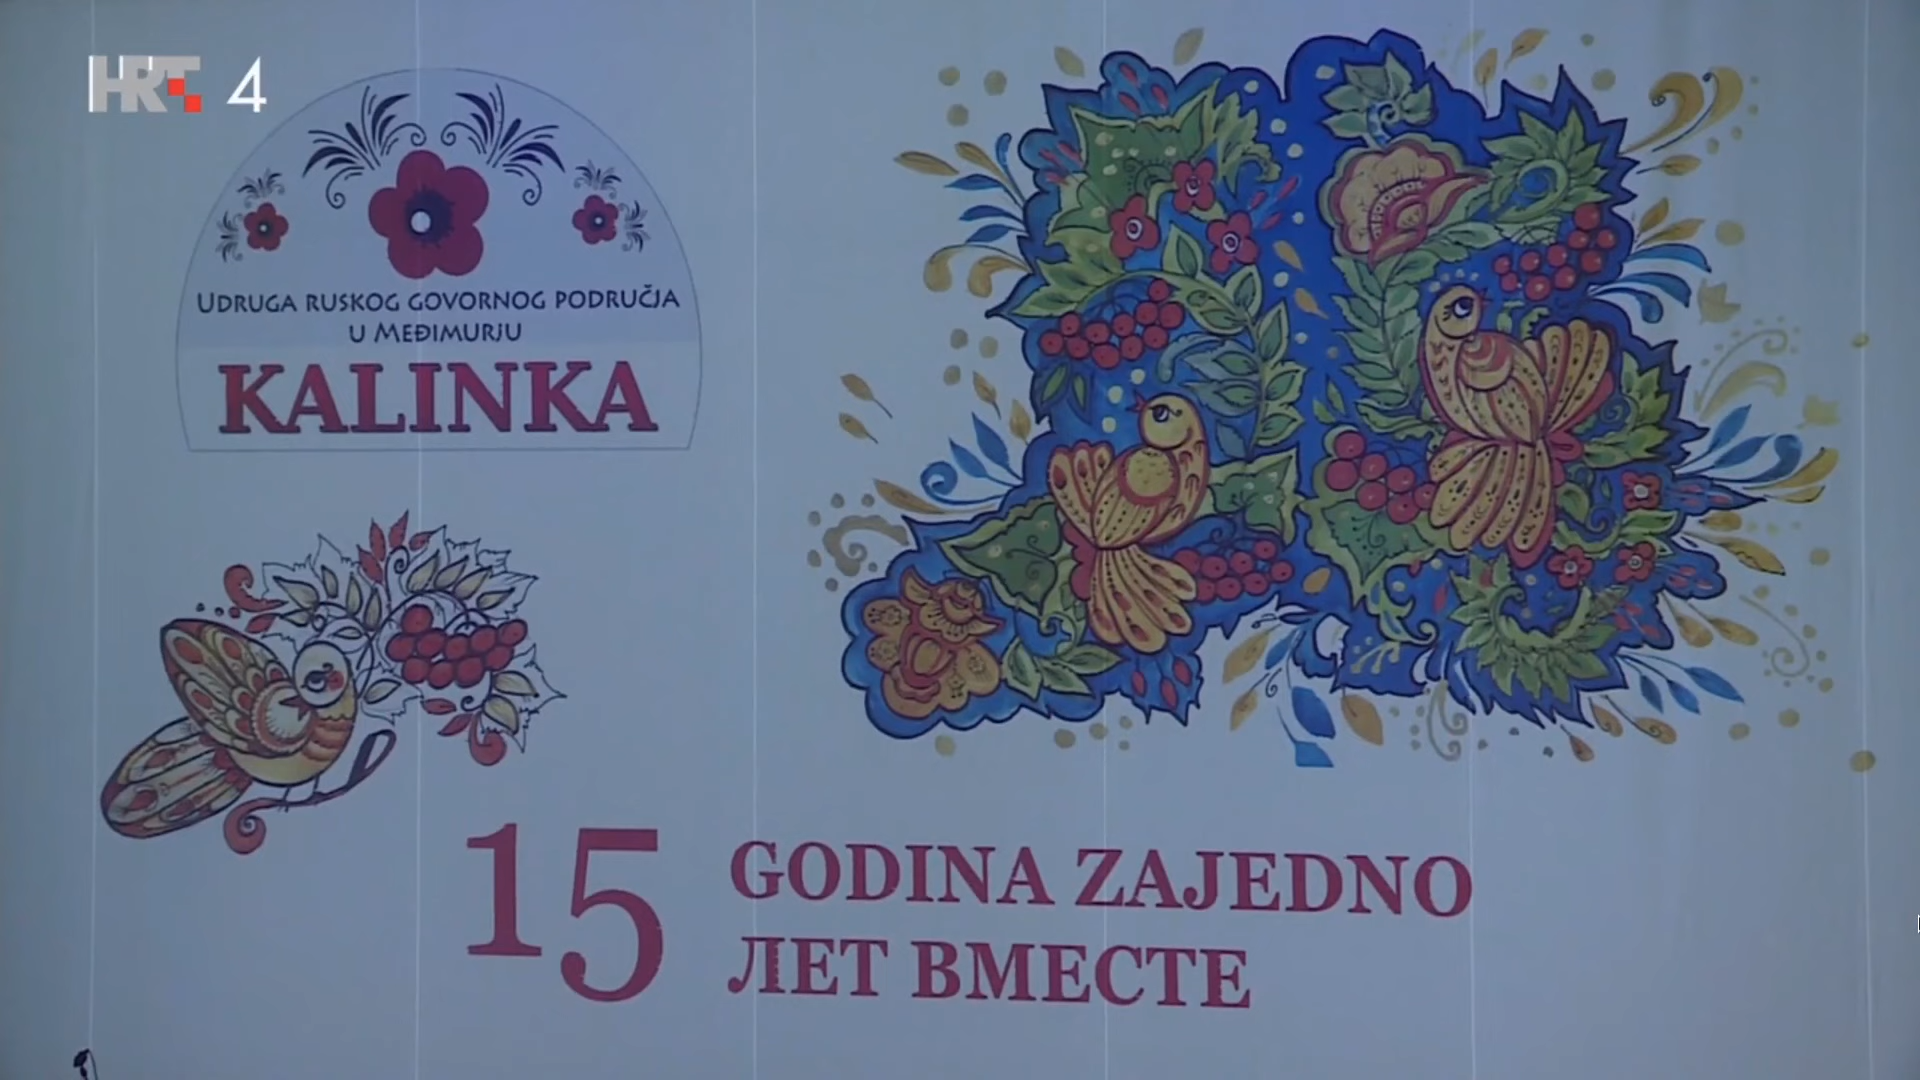 HRT 4
UDRUGA RUSKOG GOVORNOG PODRUČJA
U MEĐIMURJU
KALINKA
15 GODINA ZAJEDNO
ЛЕТ ВМЕСТЕ